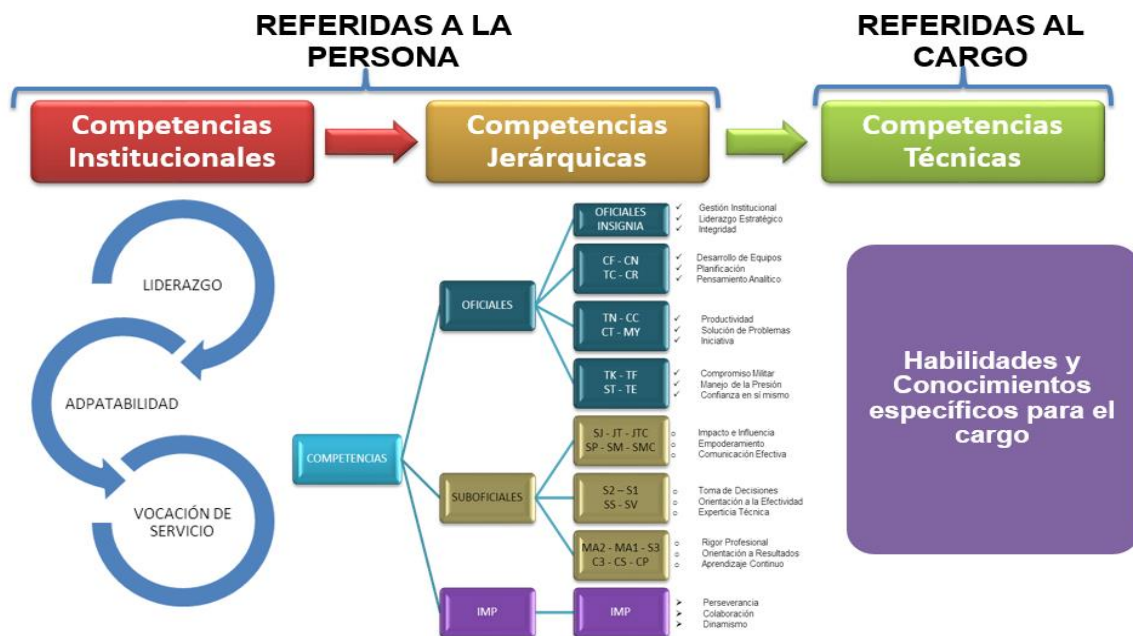 REFERIDAS A LA
PERSONA
REFERIDAS AL
CARGO
Competencias
Institucionales
Competencias
Jerárquicas
Competencias
Técnicas
LIDERAZGO
ADPATABILIDAD
VOCACIÓN DE
SERVICIO
COMPETENCIAS
OFICIALES
OFICIALES
INSIGNIA
Gestión Institucional
Liderazgo Estratégico
Integridad
CF - CN
TC - CR
Desarrollo de Equipos
Planificación
Pensamiento Analítico
TN - CC
CT - MY
Productividad
Solución de Problemas
Iniciativa
TK - TF
ST - TE
Compromiso Militar
Manejo de la Presión
Confianza en sí mismo
SUBOFICIALES
SJ - JT - JTC
SP - SM - SMC
Impacto e Influencia
Empoderamiento
Comunicación Efectiva
S2 – S1
SS - SV
Toma de Decisiones
Orientación a la Efectividad
Experticia Técnica
MA2 - MA1 - S3
C3 - CS - CP
Rigor Profesional
Orientación a Resultados
Aprendizaje Continuo
IMP
IMP
Perseverancia
Colaboración
Dinamismo
Habilidades y
Conocimientos
específicos para el
cargo